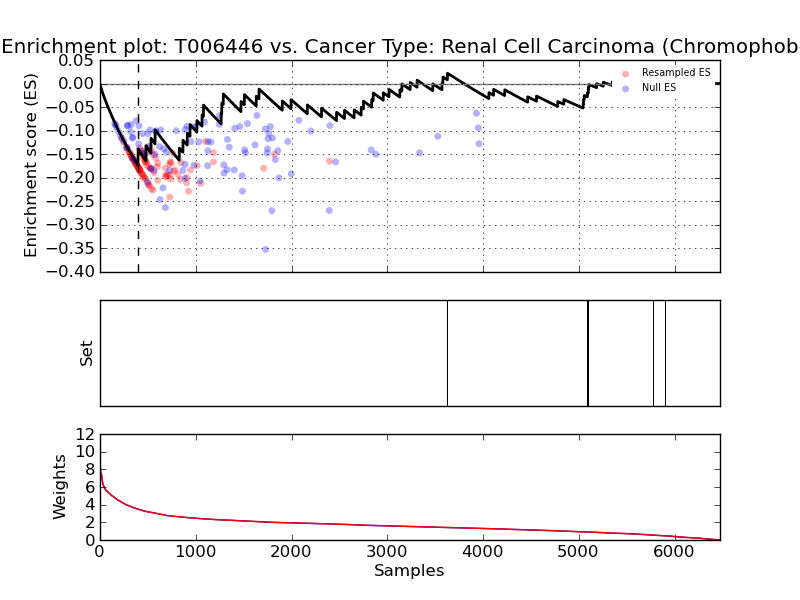 Enrichment plot: T006446 vs. Cancer Type: Renal Cell Carcinoma (Chromophob
0.05
0.00
−0.05
−0.10
−0.15
−0.20
−0.25
−0.30
−0.35
−0.40
Enrichment score (ES)
Resampled ES
Null ES
Set
12
10
8
6
4
2
0
Weights
0 1000 2000 3000 4000 5000 6000
Samples